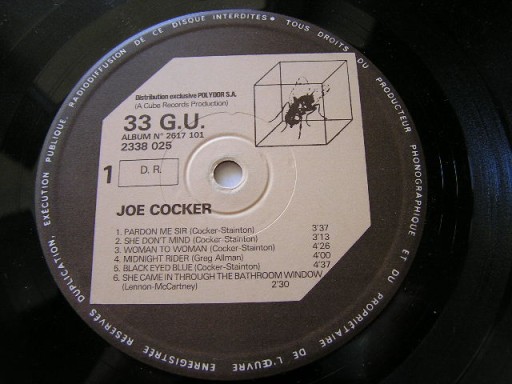 TOUS DROITS DU PRODUCTEUR PHONOGRAPHIQUE ET DU PROPRIÉTAIRE DE L'ŒUVRE ENREGISTRÉE RÉSERVÉS DUPLICATION, EXÉCUTION PUBLIQUE, RADIODIFFUSION DE CE DISQUE INTERDITES •
Distribution exclusive POLYDOR S.A.
(A Cube Records Production)
33 G.U.
ALBUM N° 2617 101
2338 025
1
D. R.
JOE COCKER
1. PARDON ME SIR (Cocker-Stainton) 3'37
2. SHE DON'T MIND (Cocker-Stainton) 3'13
3. WOMAN TO WOMAN (Cocker-Stainton) 4'26
4. MIDNIGHT RIDER (Greg Allman) 4'00
5. BLACK EYED BLUE (Cocker-Stainton) 4'37
6. SHE CAME IN THROUGH THE BATHROOM WINDOW
(Lennon-McCartney) 2'30